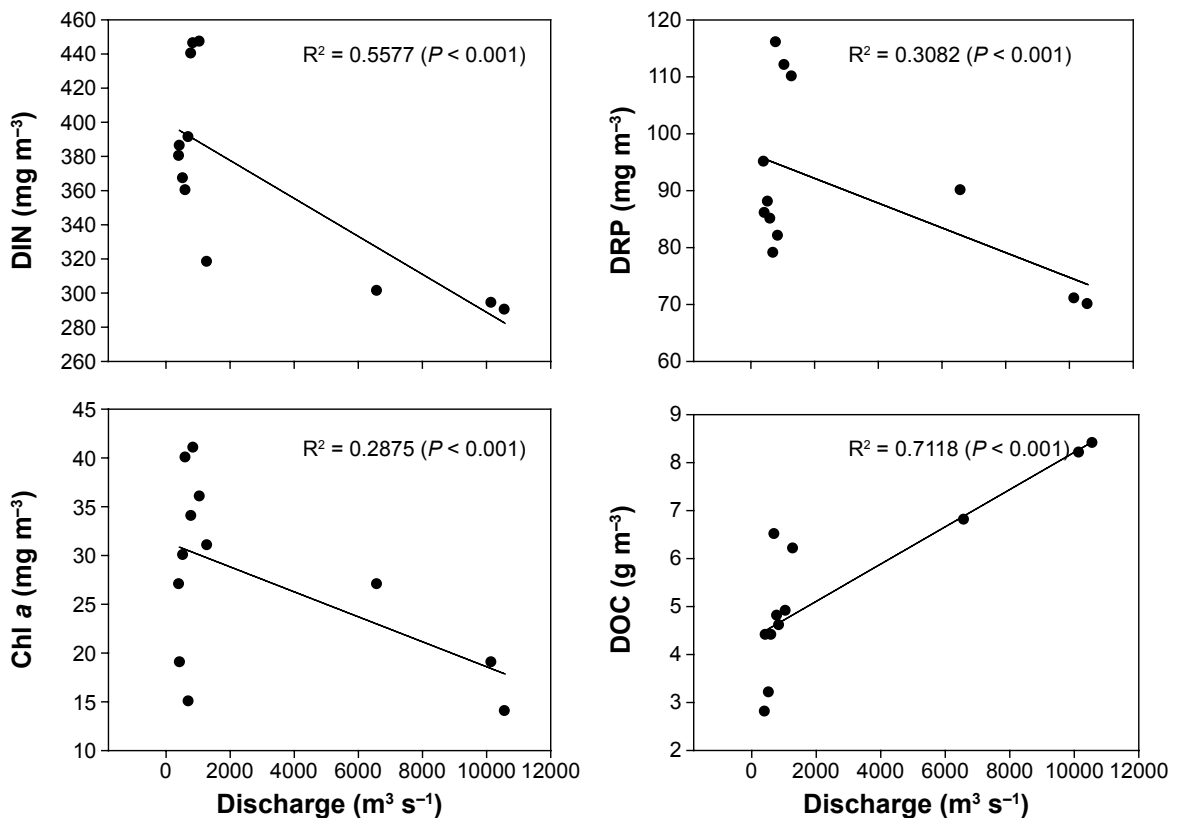 460
440
420
400
380
360
340
320
300
280
260
DIN (mg m⁻³)
R² = 0.5577 (P < 0.001)
120
110
100
90
80
70
60
DRP (mg m⁻³)
R² = 0.3082 (P < 0.001)
45
40
35
30
25
20
15
10
Chl a (mg m⁻³)
R² = 0.2875 (P < 0.001)
0 2000 4000 6000 8000 10000 12000
Discharge (m³ s⁻¹)
9
8
7
6
5
4
3
2
DOC (g m⁻³)
R² = 0.7118 (P < 0.001)
0 2000 4000 6000 8000 10000 12000
Discharge (m³ s⁻¹)